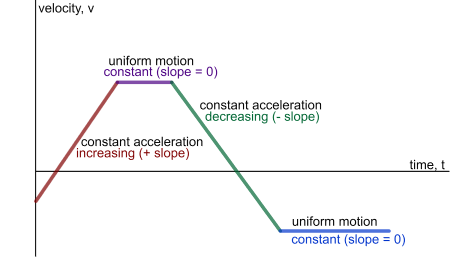 velocity, v
uniform motion
constant (slope = 0)
constant acceleration
decreasing (- slope)
constant acceleration
increasing (+ slope)
time, t
uniform motion
constant (slope = 0)